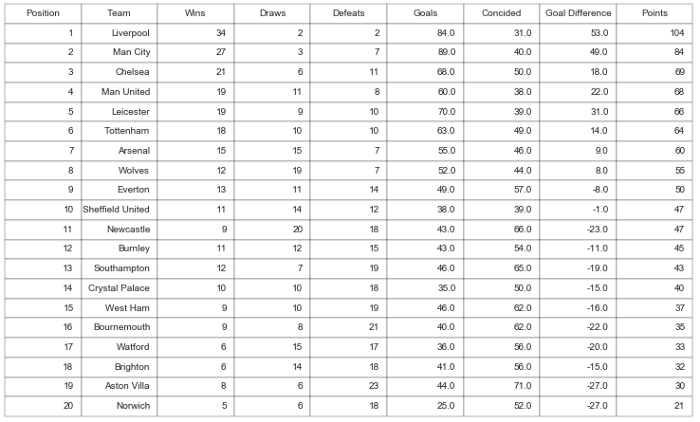 Position Team Wins Draws Defeats Goals Concided Goal Difference Points
1 Liverpool 34 2 2 84.0 31.0 53.0 104
2 Man City 27 3 7 89.0 40.0 49.0 84
3 Chelsea 21 6 11 68.0 50.0 18.0 69
4 Man United 19 11 8 60.0 38.0 22.0 68
5 Leicester 19 9 10 70.0 39.0 31.0 66
6 Tottenham 18 10 10 63.0 49.0 14.0 64
7 Arsenal 15 15 7 55.0 46.0 9.0 60
8 Wolves 12 19 7 52.0 44.0 8.0 55
9 Everton 13 11 14 49.0 57.0 -8.0 50
10 Sheffield United 11 14 12 38.0 39.0 -1.0 47
11 Newcastle 9 20 18 43.0 66.0 -23.0 47
12 Burnley 11 12 15 43.0 54.0 -11.0 45
13 Southampton 12 7 19 46.0 65.0 -19.0 43
14 Crystal Palace 10 10 18 35.0 50.0 -15.0 40
15 West Ham 9 10 19 46.0 62.0 -16.0 37
16 Bournemouth 9 8 21 40.0 62.0 -22.0 35
17 Watford 6 15 17 36.0 56.0 -20.0 33
18 Brighton 6 14 18 41.0 56.0 -15.0 32
19 Aston Villa 8 6 23 44.0 71.0 -27.0 30
20 Norwich 5 6 18 25.0 52.0 -27.0 21